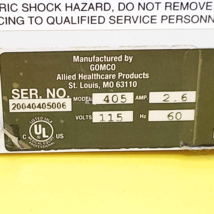 RIC SHOCK HAZARD, DO NOT REMOVE
CING TO QUALIFIED SERVICE PERSONN
Manufactured by
GOMCO
Allied Healthcare Products
St. Louis, MO 63110
SER. NO.
20040405006
MODEL 405 AMP 2.6
VOLTS 115 Hz 60
UL